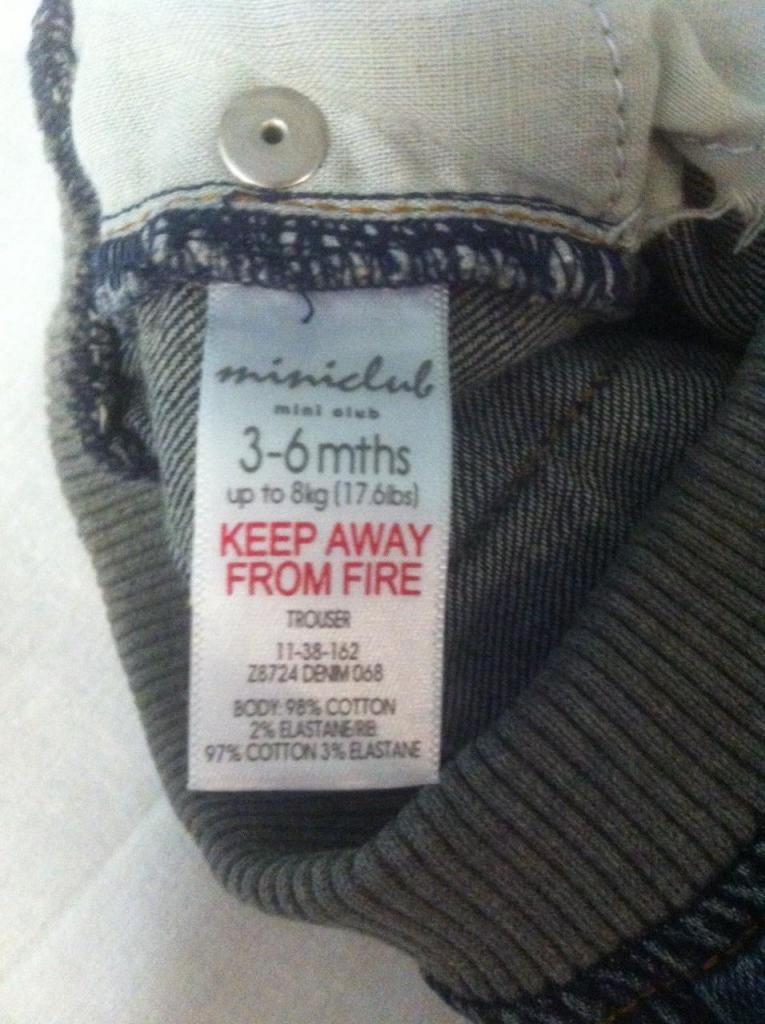 miniclub
mini club
3-6 mths
up to 8kg (17.6lbs)
KEEP AWAY
FROM FIRE
TROUSER
11-38-162
Z8724 DENIM 068
BODY: 98% COTTON
2% ELASTANE/RIB:
97% COTTON 3% ELASTANE